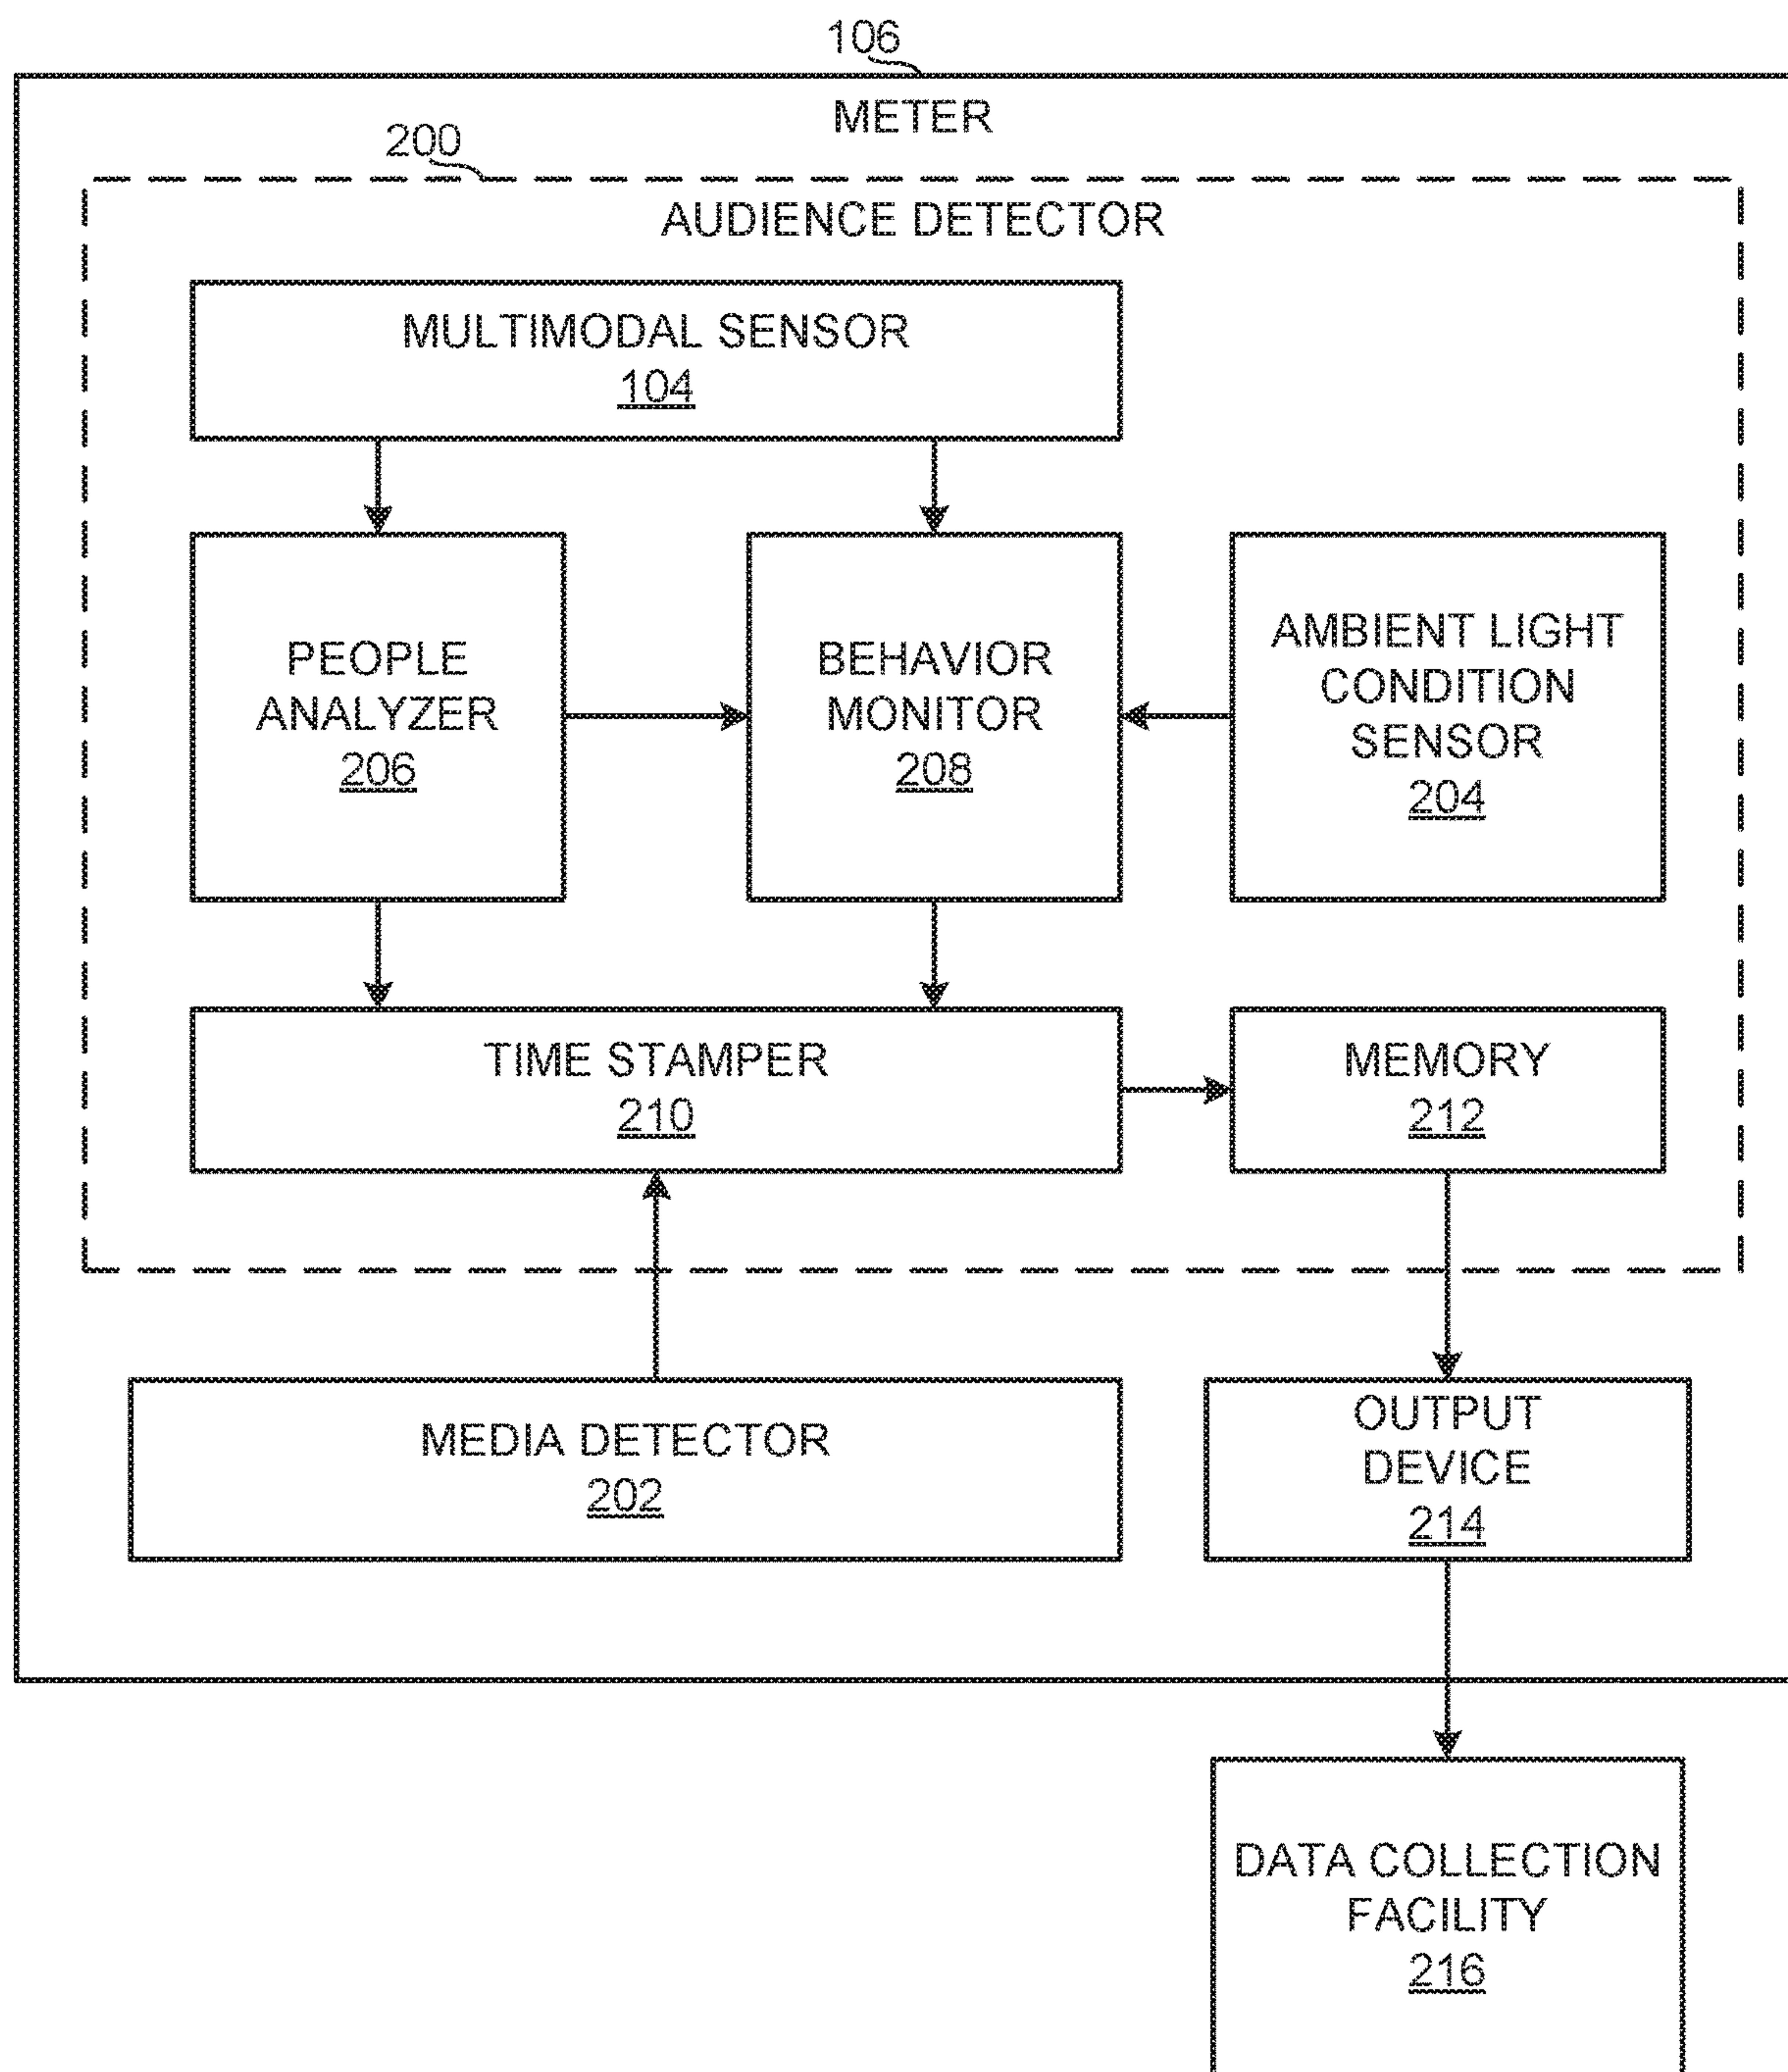 106
METER
200
AUDIENCE DETECTOR
MULTIMODAL SENSOR
104
PEOPLE
ANALYZER
206
BEHAVIOR
MONITOR
208
AMBIENT LIGHT
CONDITION
SENSOR
204
TIME STAMPER
210
MEMORY
212
MEDIA DETECTOR
202
OUTPUT
DEVICE
214
DATA COLLECTION
FACILITY
216